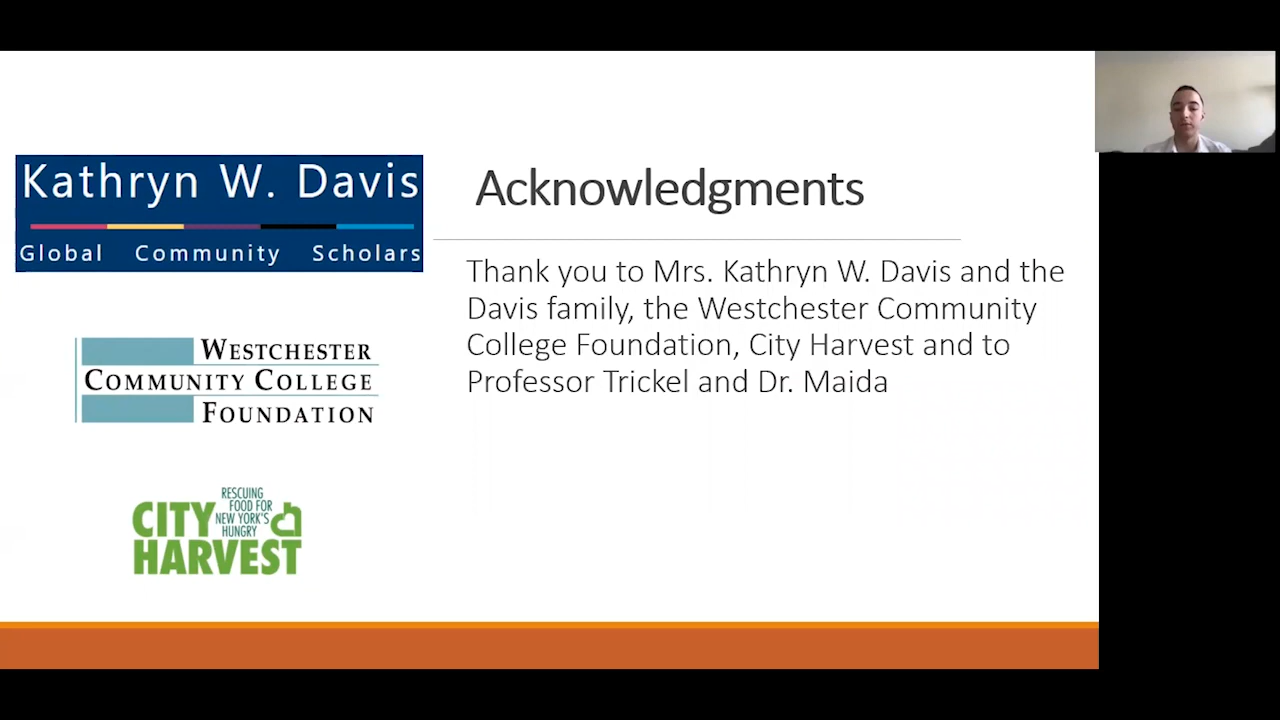 Kathryn W. Davis
Global Community Scholars
WESTCHESTER
COMMUNITY COLLEGE
FOUNDATION
RESCUING
FOOD FOR
NEW YORK'S
HUNGRY
CITY
HARVEST
Acknowledgments
Thank you to Mrs. Kathryn W. Davis and the
Davis family, the Westchester Community
College Foundation, City Harvest and to
Professor Trickel and Dr. Maida